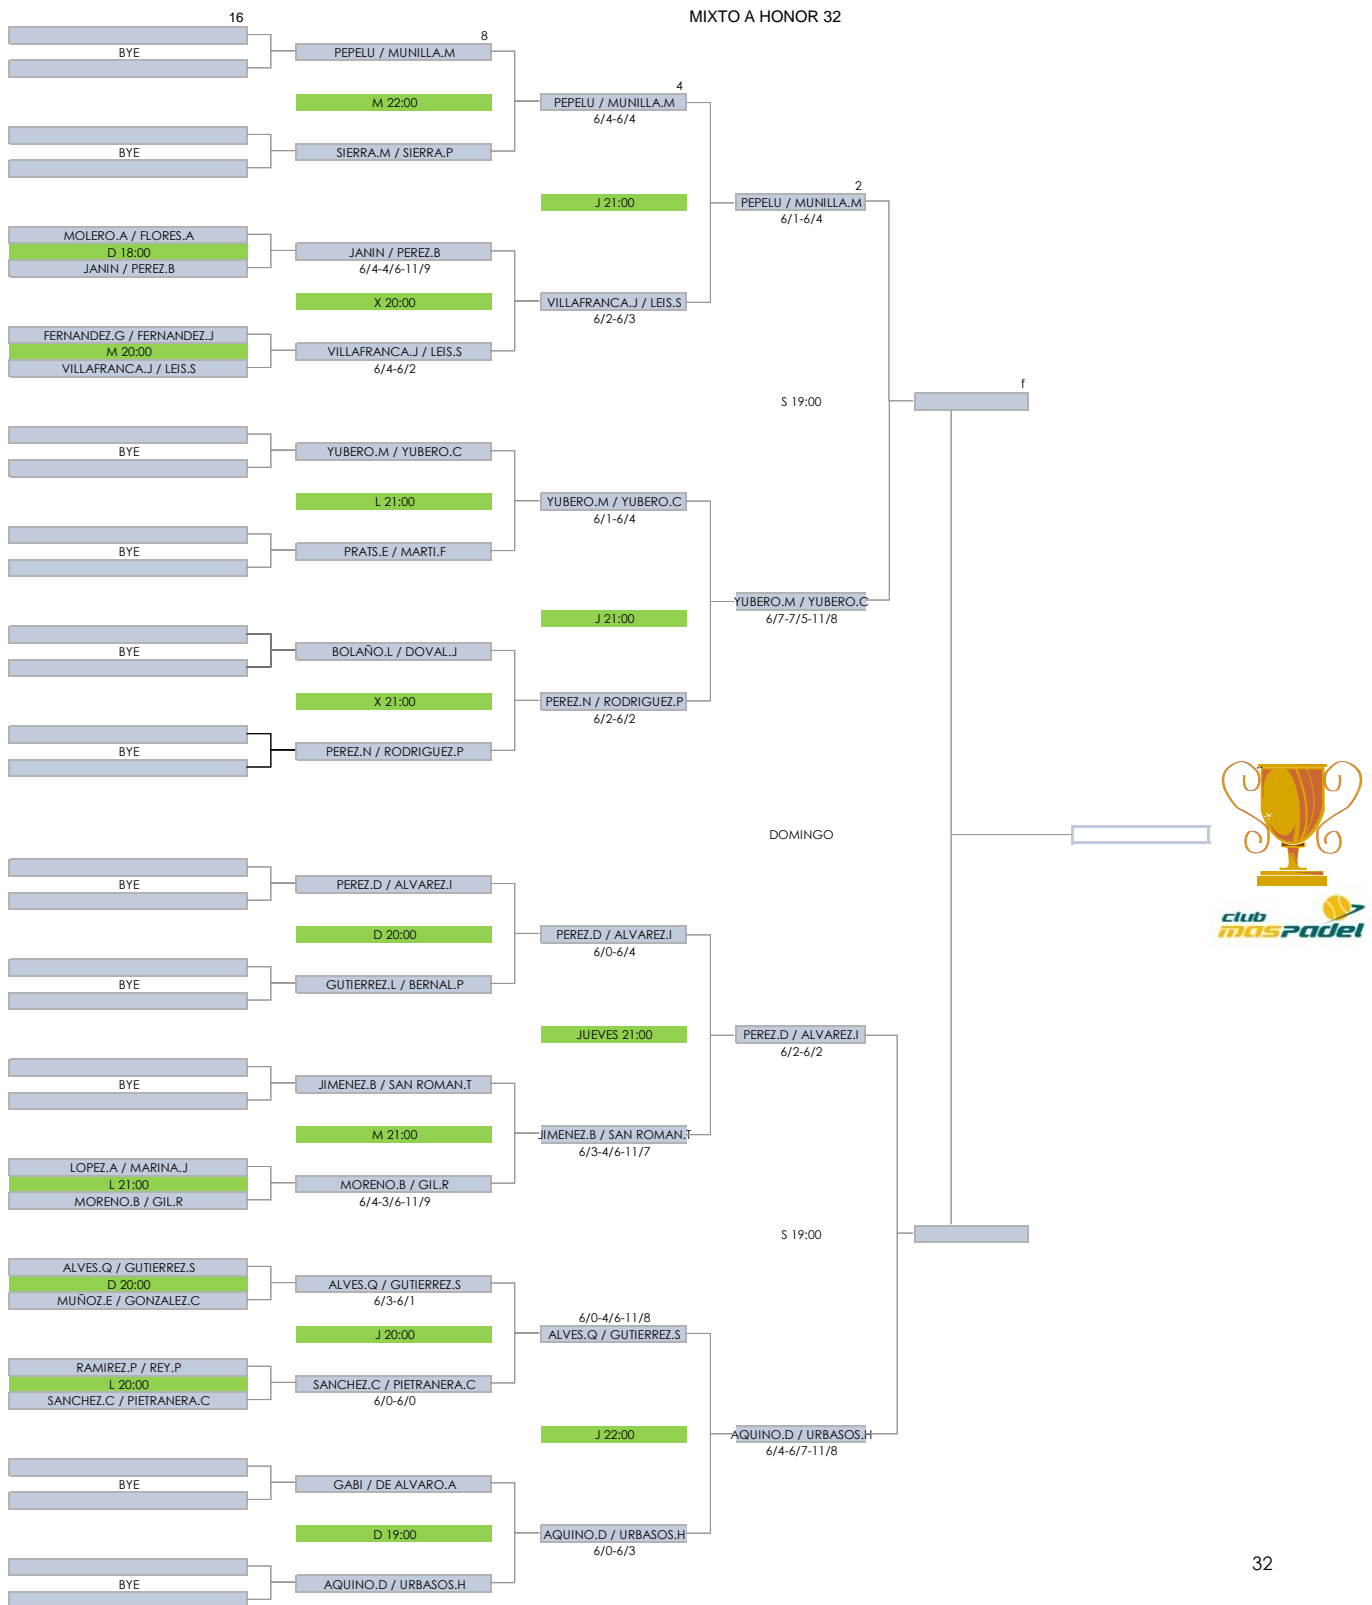 MIXTO A HONOR 32
16
8
BYE
PEPELU / MUNILLA.M
4
M 22:00
PEPELU / MUNILLA.M
6/4-6/4
BYE
SIERRA.M / SIERRA.P
2
J 21:00
PEPELU / MUNILLA.M
6/1-6/4
MOLERO.A / FLORES.A
D 18:00
JANIN / PEREZ.B
JANIN / PEREZ.B
6/4-4/6-11/9
X 20:00
VILLAFRANCA.J / LEIS.S
6/2-6/3
FERNANDEZ.G / FERNANDEZ.J
M 20:00
VILLAFRANCA.J / LEIS.S
VILLAFRANCA.J / LEIS.S
6/4-6/2
f
S 19:00
BYE
YUBERO.M / YUBERO.C
L 21:00
YUBERO.M / YUBERO.C
6/1-6/4
BYE
PRATS.E / MARTI.F
J 21:00
YUBERO.M / YUBERO.C
6/7-7/5-11/8
BYE
BOLAÑO.L / DOVAL.J
X 21:00
PEREZ.N / RODRIGUEZ.P
6/2-6/2
BYE
PEREZ.N / RODRIGUEZ.P
DOMINGO
BYE
PEREZ.D / ALVAREZ.I
club
maspadel
D 20:00
PEREZ.D / ALVAREZ.I
6/0-6/4
BYE
GUTIERREZ.L / BERNAL.P
JUEVES 21:00
PEREZ.D / ALVAREZ.I
6/2-6/2
BYE
JIMENEZ.B / SAN ROMAN.T
M 21:00
JIMENEZ.B / SAN ROMAN.T
6/3-4/6-11/7
LOPEZ.A / MARINA.J
L 21:00
MORENO.B / GIL.R
MORENO.B / GIL.R
6/4-3/6-11/9
S 19:00
ALVES.Q / GUTIERREZ.S
D 20:00
MUÑOZ.E / GONZALEZ.C
ALVES.Q / GUTIERREZ.S
6/3-6/1
J 20:00
6/0-4/6-11/8
ALVES.Q / GUTIERREZ.S
RAMIREZ.P / REY.P
L 20:00
SANCHEZ.C / PIETRANERA.C
SANCHEZ.C / PIETRANERA.C
6/0-6/0
J 22:00
AQUINO.D / URBASOS.H
6/4-6/7-11/8
BYE
GABI / DE ALVARO.A
D 19:00
AQUINO.D / URBASOS.H
6/0-6/3
BYE
AQUINO.D / URBASOS.H
32